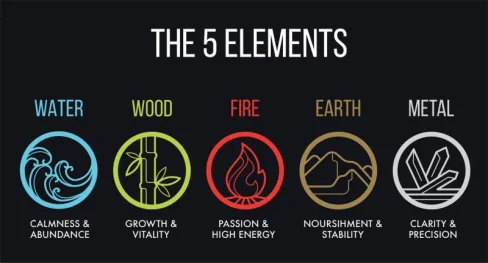 THE 5 ELEMENTS
WATER
WOOD
FIRE
EARTH
METAL
CALMNESS &
ABUNDANCE
GROWTH &
VITALITY
PASSION &
HIGH ENERGY
NOURSIHMENT &
STABILITY
CLARITY &
PRECISION